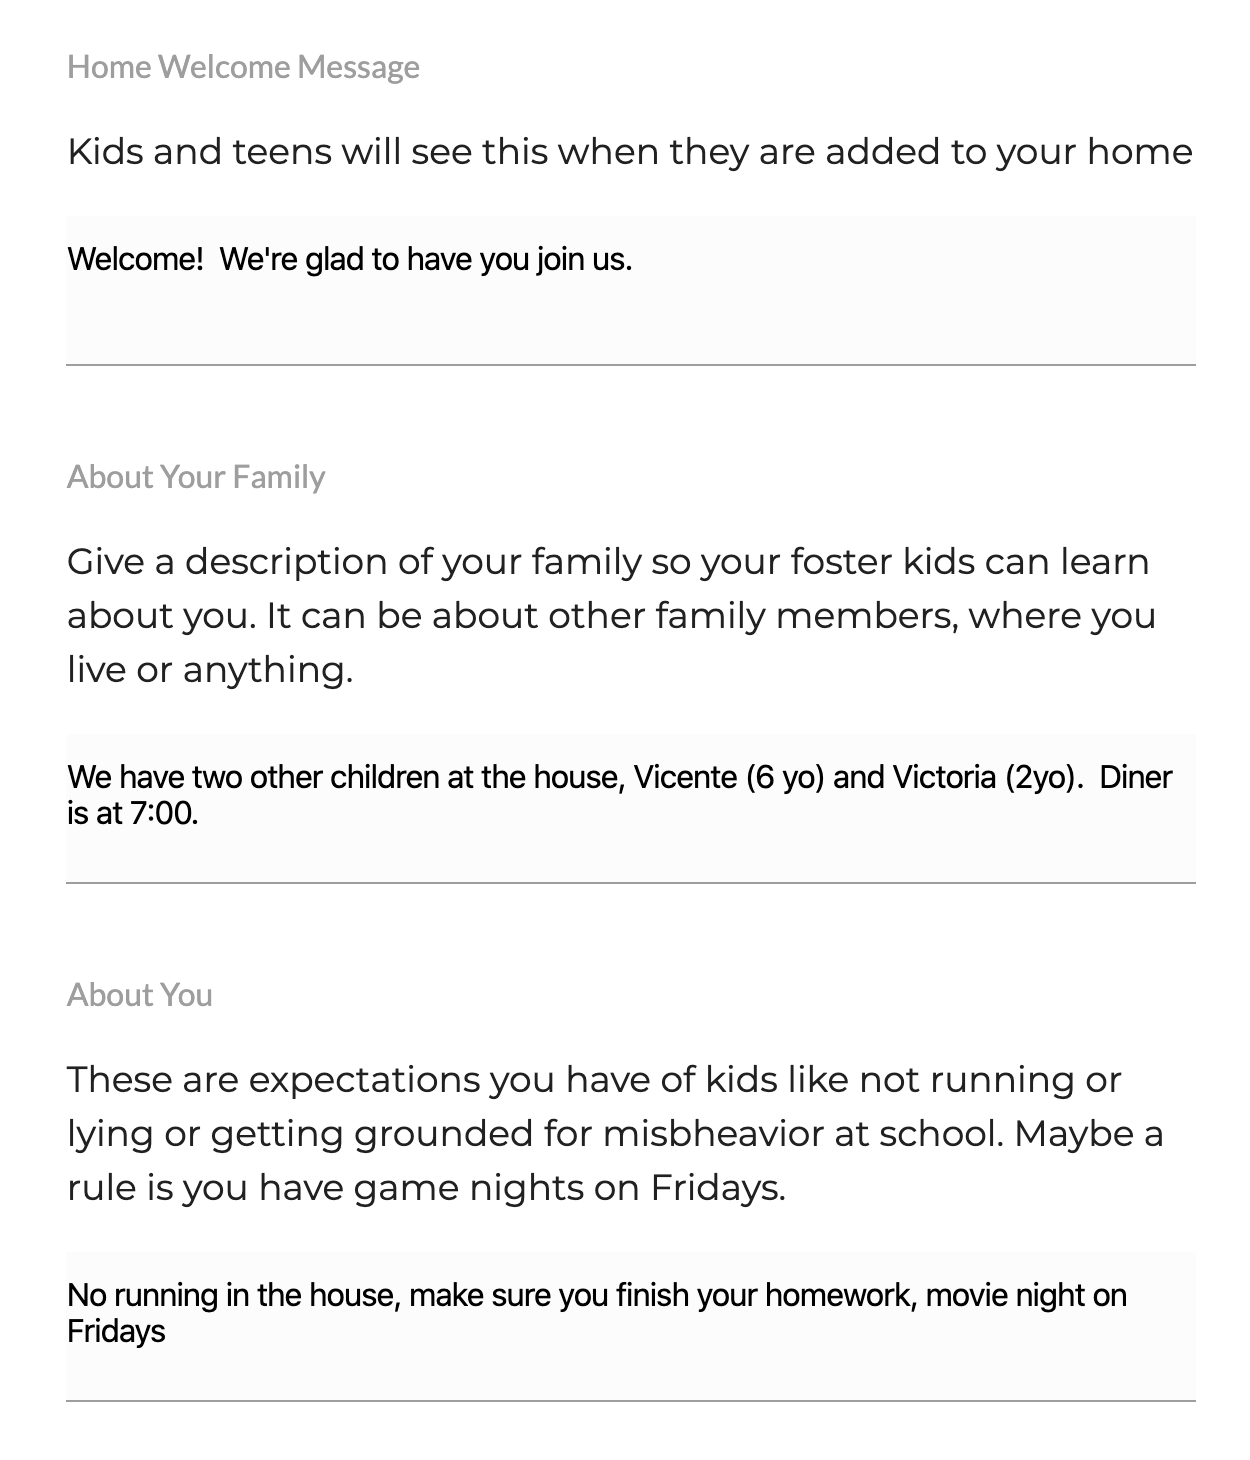 Home Welcome Message
Kids and teens will see this when they are added to your home
Welcome!  We're glad to have you join us.
About Your Family
Give a description of your family so your foster kids can learn
about you. It can be about other family members, where you
live or anything.
We have two other children at the house, Vicente (6 yo) and Victoria (2yo).  Diner
is at 7:00.
About You
These are expectations you have of kids like not running or
lying or getting grounded for misbheavior at school. Maybe a
rule is you have game nights on Fridays.
No running in the house, make sure you finish your homework, movie night on
Fridays